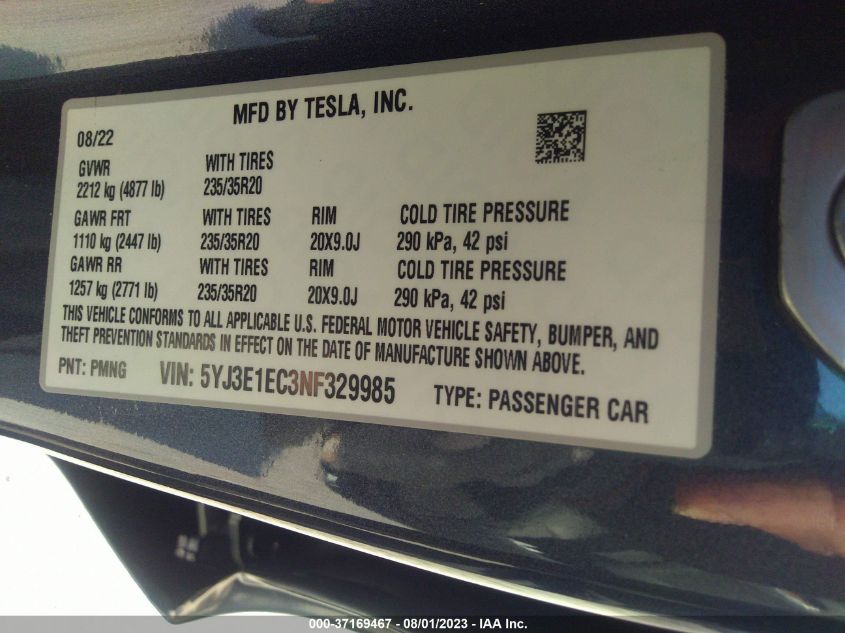 MFD BY TESLA, INC.
08/22
GVWR WITH TIRES
2212 kg (4877 lb) 235/35R20
GAWR FRT WITH TIRES RIM COLD TIRE PRESSURE
1110 kg (2447 lb) 235/35R20 20X9.0J 290 kPa, 42 psi
GAWR RR WITH TIRES RIM COLD TIRE PRESSURE
1257 kg (2771 lb) 235/35R20 20X9.0J 290 kPa, 42 psi
THIS VEHICLE CONFORMS TO ALL APPLICABLE U.S. FEDERAL MOTOR VEHICLE SAFETY, BUMPER, AND
THEFT PREVENTION STANDARDS IN EFFECT ON THE DATE OF MANUFACTURE SHOWN ABOVE.
PNT: PMNG VIN: 5YJ3E1EC3NF329985 TYPE: PASSENGER CAR
000-37169467 - 08/01/2023 - IAA Inc.